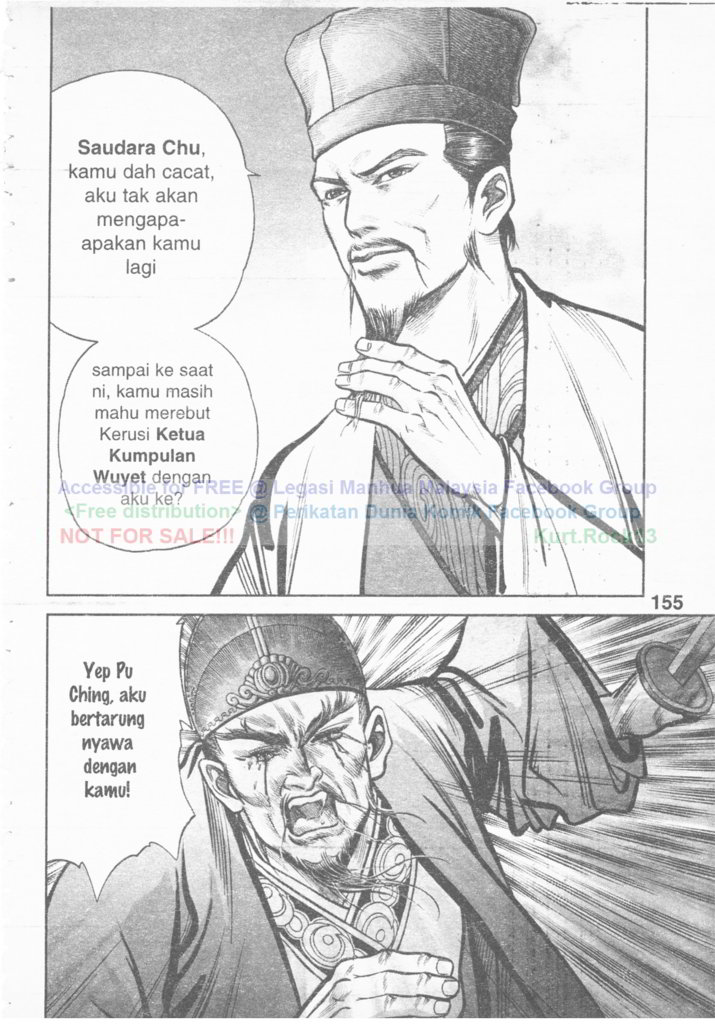 Saudara Chu,
kamu dah cacat,
aku tak akan
mengapa-
apakan kamu
lagi
sampai ke saat
ni, kamu masih
mahu merebut
Kerusi Ketua
Kumpulan
Wuyet dengan
aku ke?
Accessible for FREE @ Legasi Manhua Malaysia Facebook Group
<Free distribution> @ Perikatan Dunia Komik Facebook Group
NOT FOR SALE!!! Kurt.Rock13
155
Yep Pu
Ching, aku
bertarung
nyawa
dengan
kamu!